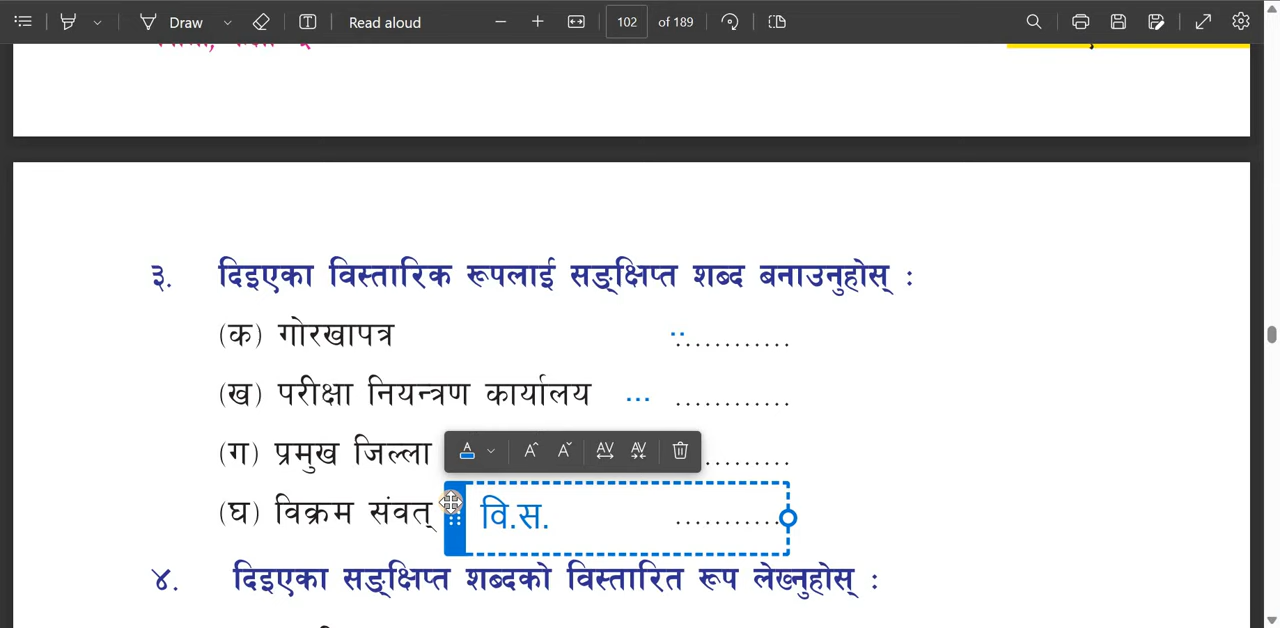 Draw Read aloud 102 of 189
३. दिइएका विस्तारिक रूपलाई सङ्क्षिप्त शब्द बनाउनुहोस् :
(क) गोरखापत्र ............
(ख) परीक्षा नियन्त्रण कार्यालय ... ............
(ग) प्रमुख जिल्ला .........
(घ) विक्रम संवत् वि.स. ............
४. दिइएका सङ्क्षिप्त शब्दको विस्तारित रूप लेख्नुहोस् :